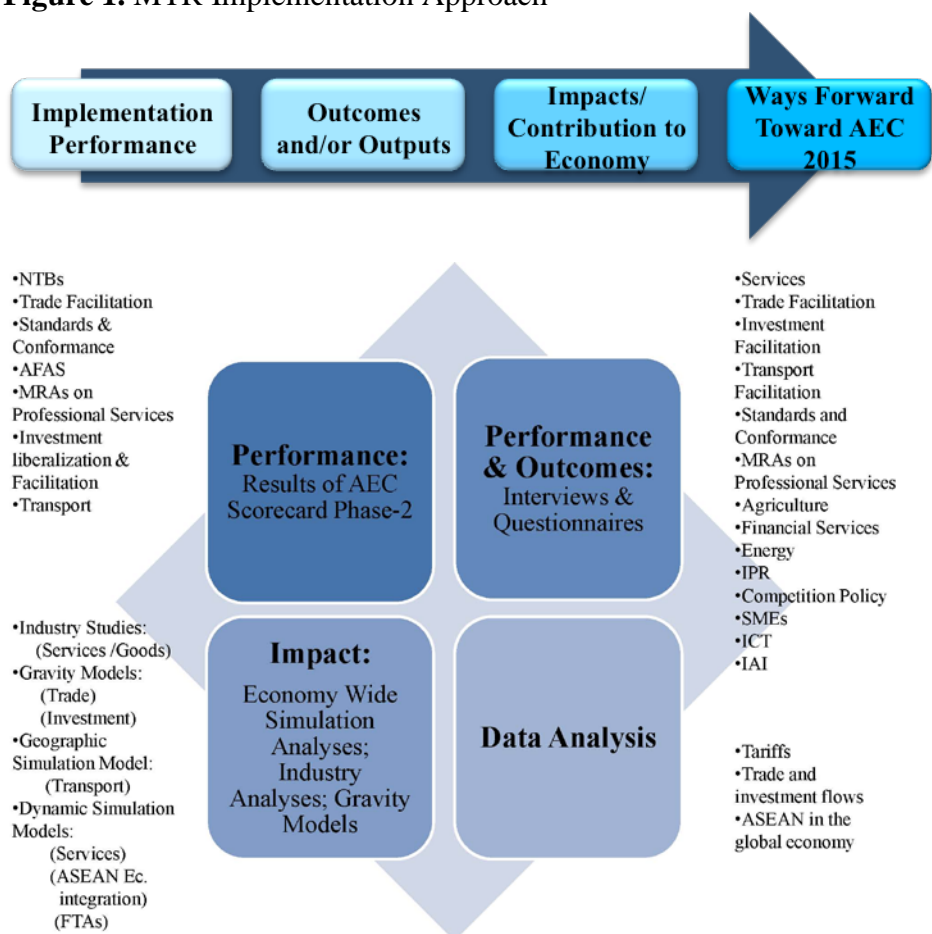 Figure 1: MTR Implementation Approach
Implementation
Performance
Outcomes
and/or Outputs
Impacts/
Contribution to
Economy
Ways Forward
Toward AEC
2015
•NTBs
•Trade Facilitation
•Standards &
Conformance
•AFAS
•MRAs on
Professional Services
•Investment
liberalization &
Facilitation
•Transport
Performance:
Results of AEC
Scorecard Phase-2
Performance
& Outcomes:
Interviews &
Questionnaires
•Services
•Trade Facilitation
•Investment
Facilitation
•Transport
Facilitation
•Standards and
Conformance
•MRAs on
Professional Services
•Agriculture
•Financial Services
•Energy
•IPR
•Competition Policy
•SMEs
•ICT
•IAI
•Industry Studies:
(Services /Goods)
•Gravity Models:
(Trade)
(Investment)
•Geographic
Simulation Model:
(Transport)
•Dynamic Simulation
Models:
(Services)
(ASEAN Ec.
integration)
(FTAs)
Impact:
Economy Wide
Simulation
Analyses;
Industry
Analyses; Gravity
Models
Data Analysis
•Tariffs
•Trade and
investment flows
•ASEAN in the
global economy